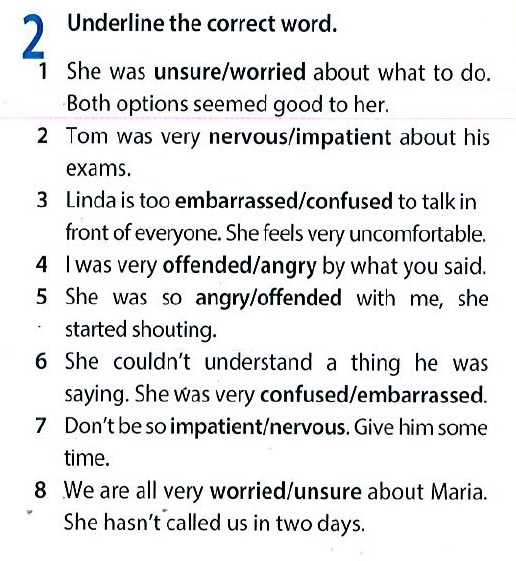 2 Underline the correct word.
1 She was unsure/worried about what to do.
Both options seemed good to her.
2 Tom was very nervous/impatient about his
exams.
3 Linda is too embarrassed/confused to talk in
front of everyone. She feels very uncomfortable.
4 I was very offended/angry by what you said.
5 She was so angry/offended with me, she
started shouting.
6 She couldn't understand a thing he was
saying. She was very confused/embarrassed.
7 Don't be so impatient/nervous. Give him some
time.
8 We are all very worried/unsure about Maria.
She hasn't called us in two days.